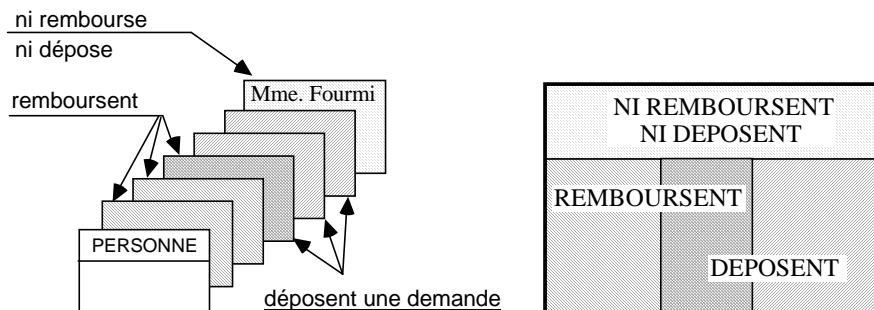 ni rembourse
ni dépose
remboursent
Mme. Fourmi
PERSONNE
déposent une demande
NI REMBOURSENT
NI DEPOSENT
REMBOURSENT
DEPOSENT